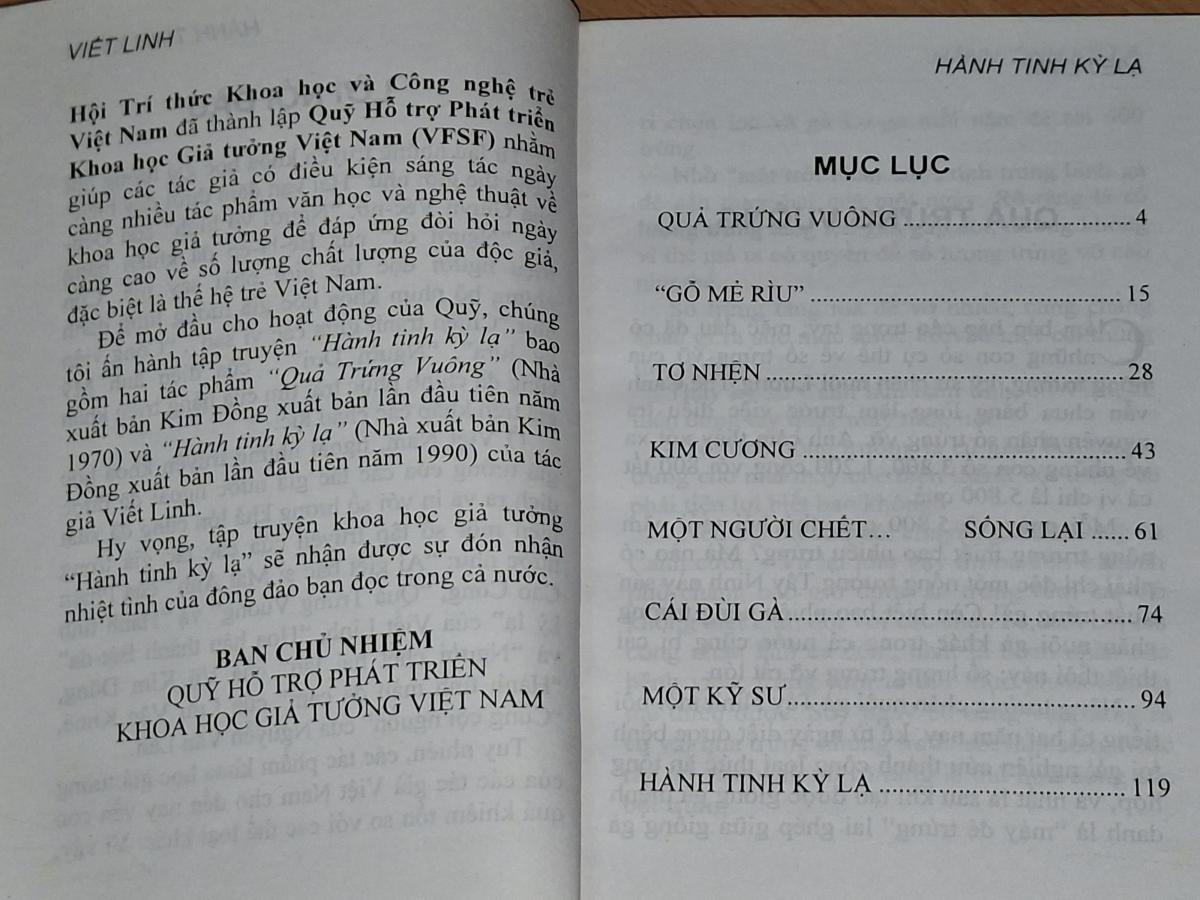 VIẾT LINH
Hội Trí thức Khoa học và Công nghệ trẻ
Việt Nam đã thành lập Quỹ Hỗ trợ Phát triển
Khoa học Giả tưởng Việt Nam (VFSF) nhằm
giúp các tác giả có điều kiện sáng tác ngày
càng nhiều tác phẩm văn học và nghệ thuật về
khoa học giả tưởng để đáp ứng đòi hỏi ngày
càng cao về số lượng chất lượng của độc giả,
đặc biệt là thế hệ trẻ Việt Nam.
Để mở đầu cho hoạt động của Quỹ, chúng
tôi ấn hành tập truyện "Hành tinh kỳ lạ" bao
gồm hai tác phẩm "Quả Trứng Vuông" (Nhà
xuất bản Kim Đồng xuất bản lần đầu tiên năm
1970) và "Hành tinh kỳ lạ" (Nhà xuất bản Kim
Đồng xuất bản lần đầu tiên năm 1990) của tác
giả Viết Linh.
Hy vọng, tập truyện khoa học giả tưởng
"Hành tinh kỳ lạ" sẽ nhận được sự đón nhận
nhiệt tình của đông đảo bạn đọc trong cả nước.
BAN CHỦ NHIỆM
QUỸ HỖ TRỢ PHÁT TRIỂN
KHOA HỌC GIẢ TƯỞNG VIỆT NAM
HÀNH TINH KỲ LẠ
MỤC LỤC
QUẢ TRỨNG VUÔNG ........ 4
"GỖ MẺ RÌU" ........ 15
TƠ NHỆN ........ 28
KIM CƯƠNG ........ 43
MỘT NGƯỜI CHẾT... SỐNG LẠI ...... 61
CÁI ĐÙI GÀ ........ 74
MỘT KỸ SƯ ........ 94
HÀNH TINH KỲ LẠ ........ 119